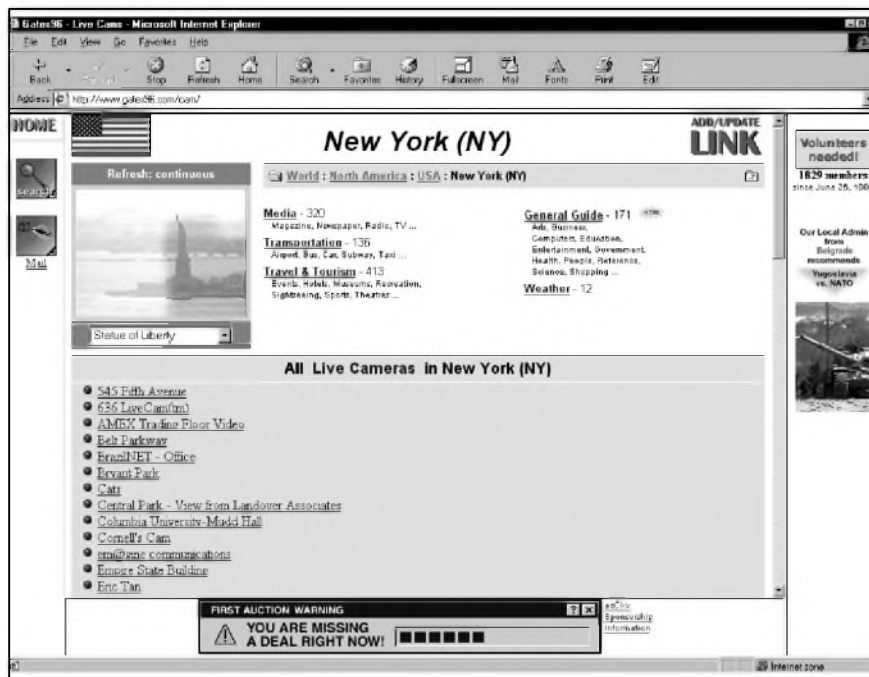 Gates96 - Live Cams - Microsoft Internet Explorer
File Edit View Go Favorites Help
Back Stop Refresh Home Search Favorites History Fullscreen Mail Fonts Print Edit
Address http://www.gates96.com/cam/
HOME
New York (NY)
ADD/UPDATE
LINK
Volunteers
needed!
1829 members
Refresh: continuous
World : North America : USA : New York (NY)
search
Mail
Media - 320
Magazine, Newspaper, Radio, TV ...
Transportation - 136
Airport, Bus, Car, Subway, Taxi ...
Travel & Tourism - 413
Events, Hotels, Museums, Recreation,
Sightseeing, Sports, Theatres ...
General Guide - 171
Arts, Business,
Computers, Education,
Entertainment, Government,
Health, People, Reference,
Science, Shopping ...
Weather - 12
Our Local Admin
from
Belgrade
recommends
Yugoslavia
vs. NATO
Statue of Liberty
All Live Cameras in New York (NY)
545 Fifth Avenue
636 LiveCam(tm)
AMEX Trading Floor Video
Belt Parkway
BrazilNET - Office
Bryant Park
Catz
Central Park - View from Landover Associates
Columbia University-Mudd Hall
Cornell's Cam
communications
Empire State Building
Eric Tan
FIRST AUCTION WARNING
YOU ARE MISSING
A DEAL RIGHT NOW!
Sponsorship
Information
Internet zone